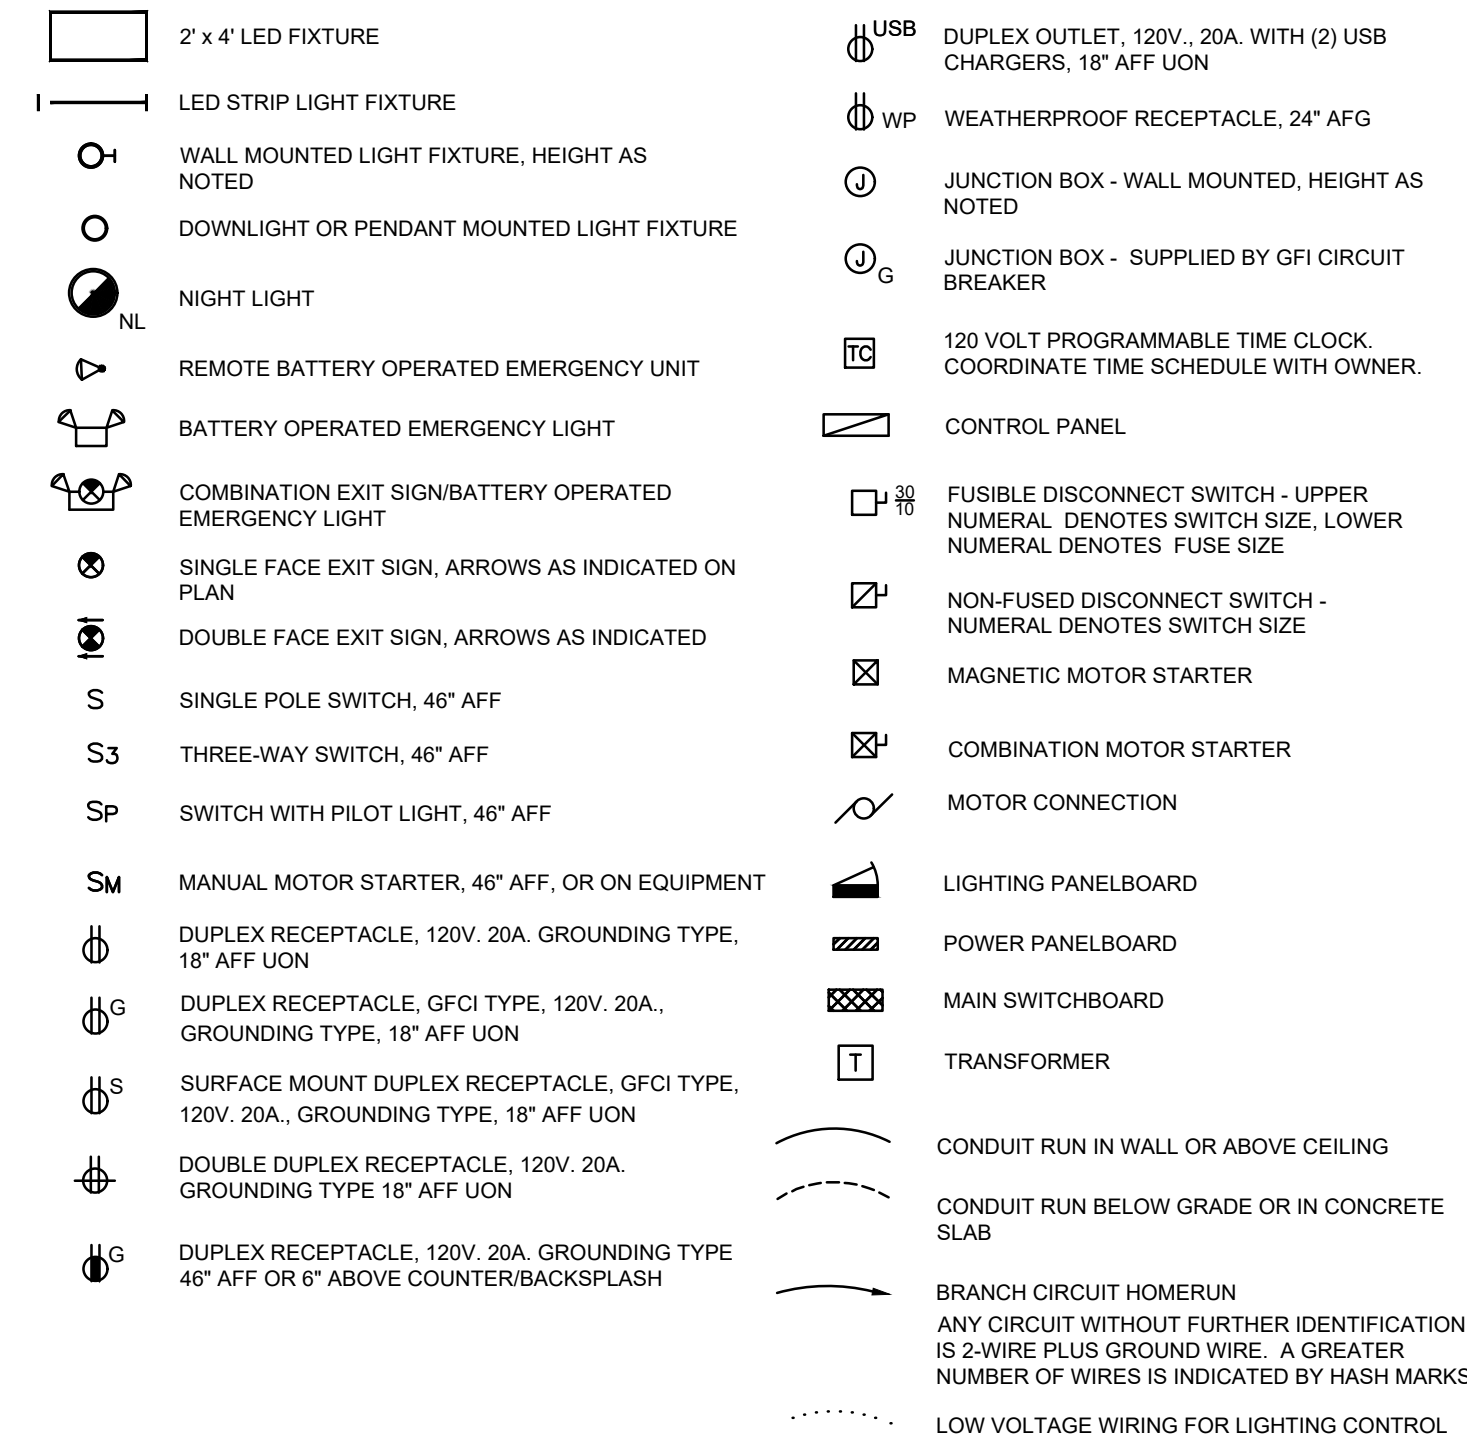 2' x 4' LED FIXTURE
LED STRIP LIGHT FIXTURE
WALL MOUNTED LIGHT FIXTURE, HEIGHT AS
NOTED
DOWNLIGHT OR PENDANT MOUNTED LIGHT FIXTURE
NL
NIGHT LIGHT
REMOTE BATTERY OPERATED EMERGENCY UNIT
BATTERY OPERATED EMERGENCY LIGHT
COMBINATION EXIT SIGN/BATTERY OPERATED
EMERGENCY LIGHT
SINGLE FACE EXIT SIGN, ARROWS AS INDICATED ON
PLAN
DOUBLE FACE EXIT SIGN, ARROWS AS INDICATED
S SINGLE POLE SWITCH, 46" AFF
S3 THREE-WAY SWITCH, 46" AFF
SP SWITCH WITH PILOT LIGHT, 46" AFF
SM MANUAL MOTOR STARTER, 46" AFF, OR ON EQUIPMENT
DUPLEX RECEPTACLE, 120V. 20A. GROUNDING TYPE,
18" AFF UON
G DUPLEX RECEPTACLE, GFCI TYPE, 120V. 20A.,
GROUNDING TYPE, 18" AFF UON
S SURFACE MOUNT DUPLEX RECEPTACLE, GFCI TYPE,
120V. 20A., GROUNDING TYPE, 18" AFF UON
DOUBLE DUPLEX RECEPTACLE, 120V. 20A.
GROUNDING TYPE 18" AFF UON
G DUPLEX RECEPTACLE, 120V. 20A. GROUNDING TYPE
46" AFF OR 6" ABOVE COUNTER/BACKSPLASH
USB DUPLEX OUTLET, 120V., 20A. WITH (2) USB
CHARGERS, 18" AFF UON
WP WEATHERPROOF RECEPTACLE, 24" AFG
J JUNCTION BOX - WALL MOUNTED, HEIGHT AS
NOTED
J G JUNCTION BOX - SUPPLIED BY GFI CIRCUIT
BREAKER
TC 120 VOLT PROGRAMMABLE TIME CLOCK.
COORDINATE TIME SCHEDULE WITH OWNER.
CONTROL PANEL
30
10
FUSIBLE DISCONNECT SWITCH - UPPER
NUMERAL DENOTES SWITCH SIZE, LOWER
NUMERAL DENOTES FUSE SIZE
NON-FUSED DISCONNECT SWITCH -
NUMERAL DENOTES SWITCH SIZE
MAGNETIC MOTOR STARTER
COMBINATION MOTOR STARTER
MOTOR CONNECTION
LIGHTING PANELBOARD
POWER PANELBOARD
MAIN SWITCHBOARD
T TRANSFORMER
CONDUIT RUN IN WALL OR ABOVE CEILING
CONDUIT RUN BELOW GRADE OR IN CONCRETE
SLAB
BRANCH CIRCUIT HOMERUN
ANY CIRCUIT WITHOUT FURTHER IDENTIFICATION
IS 2-WIRE PLUS GROUND WIRE. A GREATER
NUMBER OF WIRES IS INDICATED BY HASH MARKS
LOW VOLTAGE WIRING FOR LIGHTING CONTROL